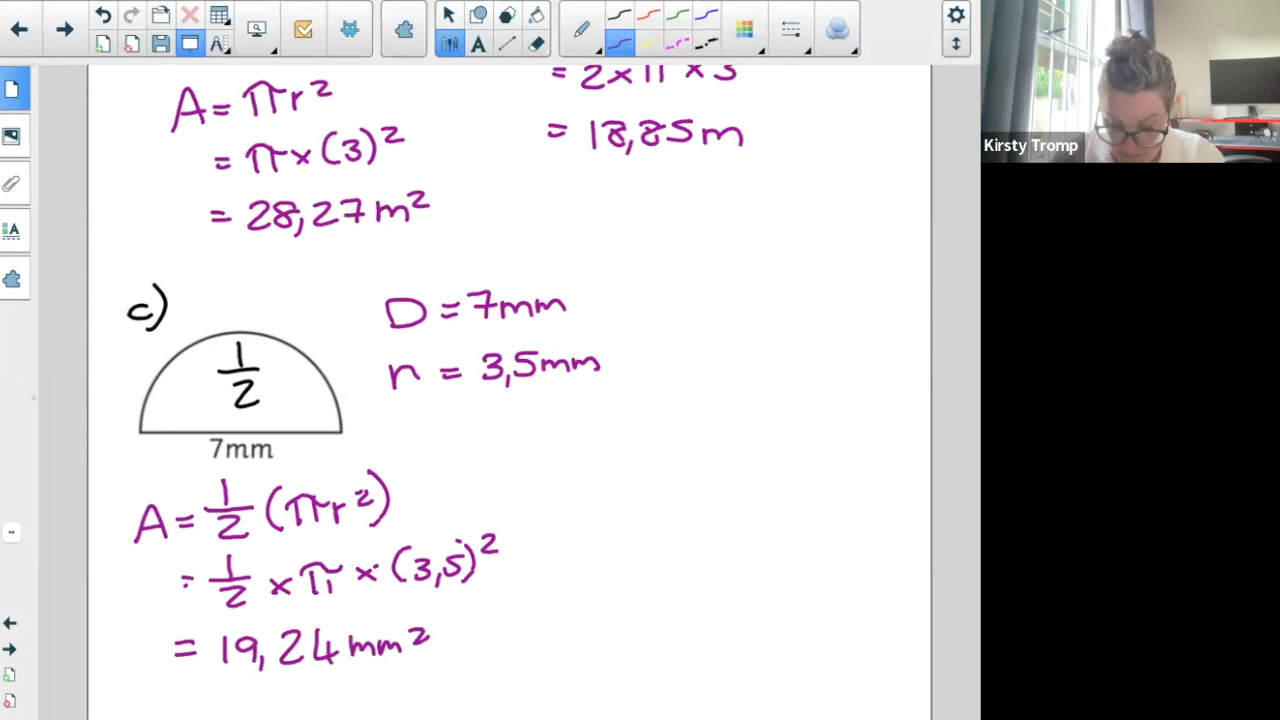 = 2 × π × 3
= 18,85 m
A = πr²
= π × (3)²
= 28,27 m²
Kirsty Tromp
c)
D = 7mm
r = 3,5mm
1/2
7mm
A = 1/2 (πr²)
= 1/2 × π × (3,5)²
= 19,24 mm²